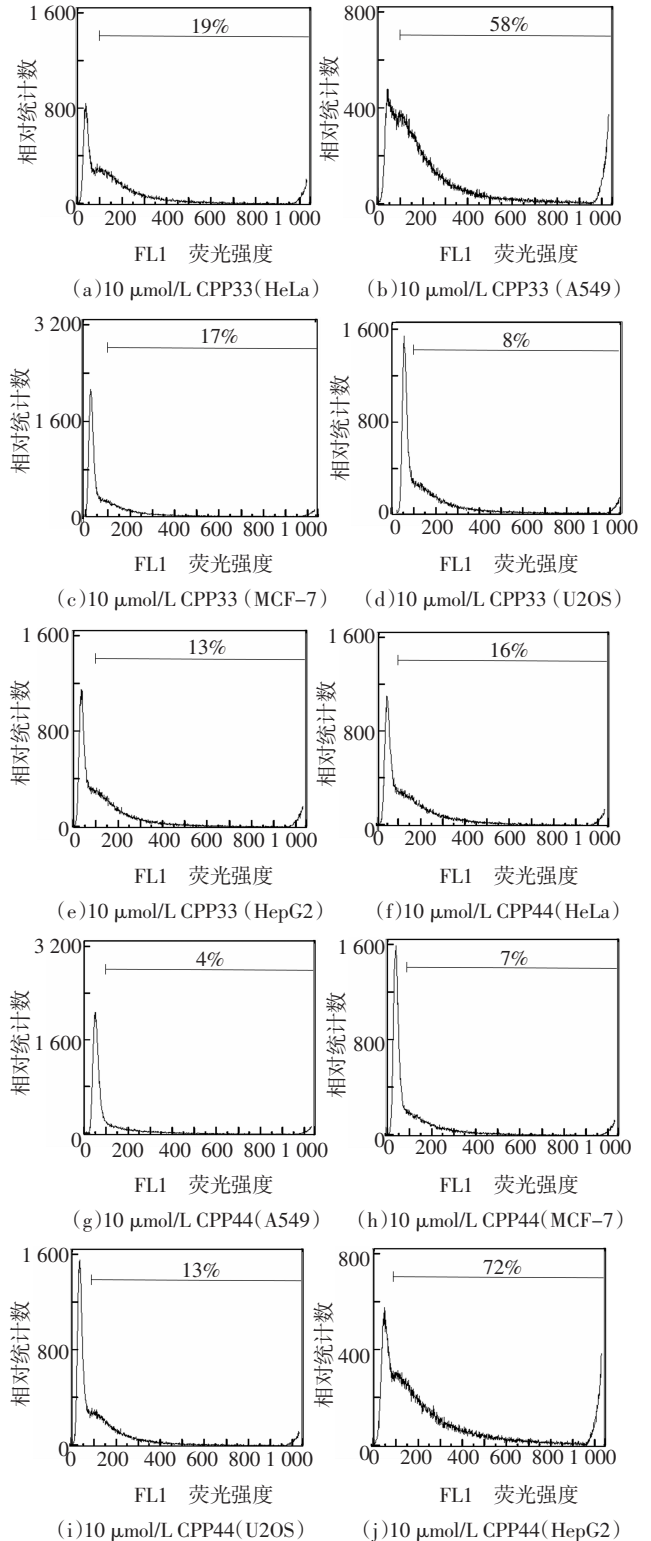 1 600 19% 800 58%
相对统计数 800 相对统计数 400
0 0 200 400 600 800 1 000 0 0 200 400 600 800 1 000
FL1 荧光强度 FL1 荧光强度
(a)10 μmol/L CPP33(HeLa) (b)10 μmol/L CPP33 (A549)
3 200 17% 1 600 8%
相对统计数 1 600 相对统计数 800
0 0 200 400 600 800 1 000 0 0 200 400 600 800 1 000
FL1 荧光强度 FL1 荧光强度
(c)10 μmol/L CPP33 (MCF-7) (d)10 μmol/L CPP33 (U2OS)
1 600 13% 1 600 16%
相对统计数 800 相对统计数 800
0 0 200 400 600 800 1 000 0 0 200 400 600 800 1 000
FL1 荧光强度 FL1 荧光强度
(e)10 μmol/L CPP33 (HepG2) (f)10 μmol/L CPP44(HeLa)
3 200 4% 1 600 7%
相对统计数 1 600 相对统计数 800
0 0 200 400 600 800 1 000 0 0 200 400 600 800 1 000
FL1 荧光强度 FL1 荧光强度
(g)10 μmol/L CPP44(A549) (h)10 μmol/L CPP44(MCF-7)
1 600 13% 800 72%
相对统计数 800 相对统计数 400
0 0 200 400 600 800 1 000 0 0 200 400 600 800 1 000
FL1 荧光强度 FL1 荧光强度
(i)10 μmol/L CPP44(U2OS) (j)10 μmol/L CPP44(HepG2)